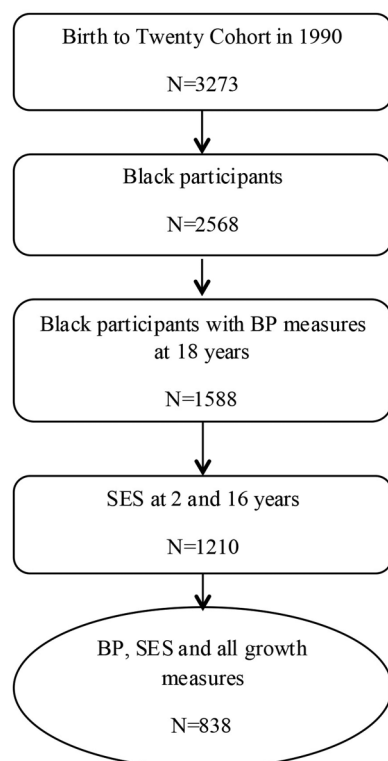 Birth to Twenty Cohort in 1990
N=3273
Black participants
N=2568
Black participants with BP measures
at 18 years
N=1588
SES at 2 and 16 years
N=1210
BP, SES and all growth
measures
N=838